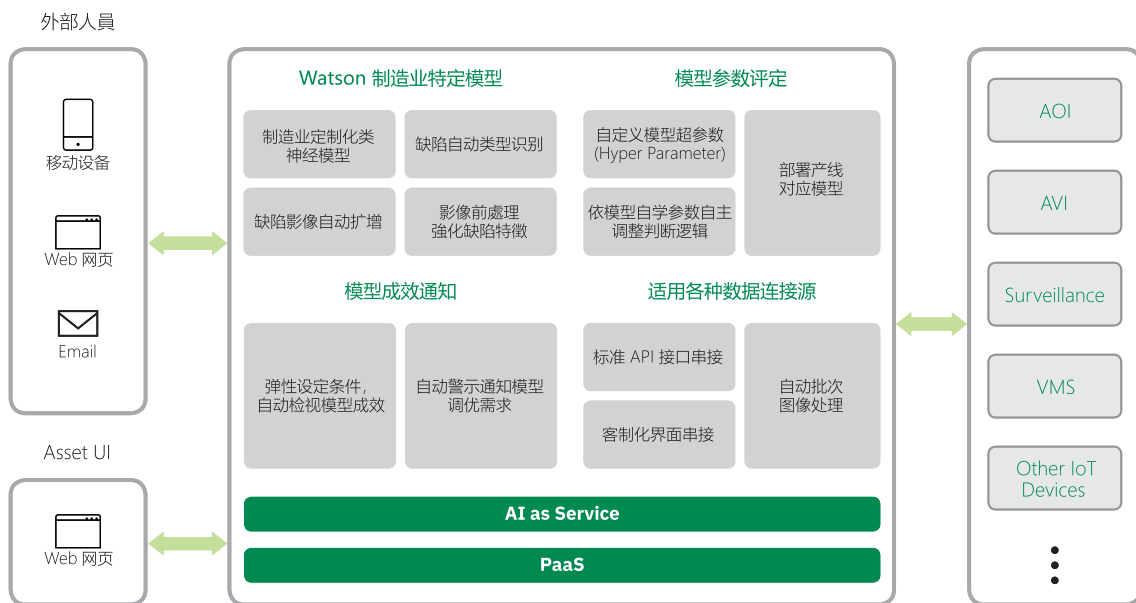 外部人員
移动设备
Web 网页
Email
Asset UI
Web 网页
Watson 制造业特定模型
制造业定制化类
神经模型
缺陷自动类型识别
缺陷影像自动扩增
影像前處理
強化缺陷特徵
模型参数评定
自定义模型超参数
(Hyper Parameter)
依模型自学参数自主
调整判断逻辑
部署产线
对应模型
模型成效通知
弹性设定条件，
自动检视模型成效
自动警示通知模型
调优需求
适用各种数据连接源
标准 API 接口串接
客制化界面串接
自动批次
图像处理
AI as Service
PaaS
AOI
AVI
Surveillance
VMS
Other IoT
Devices